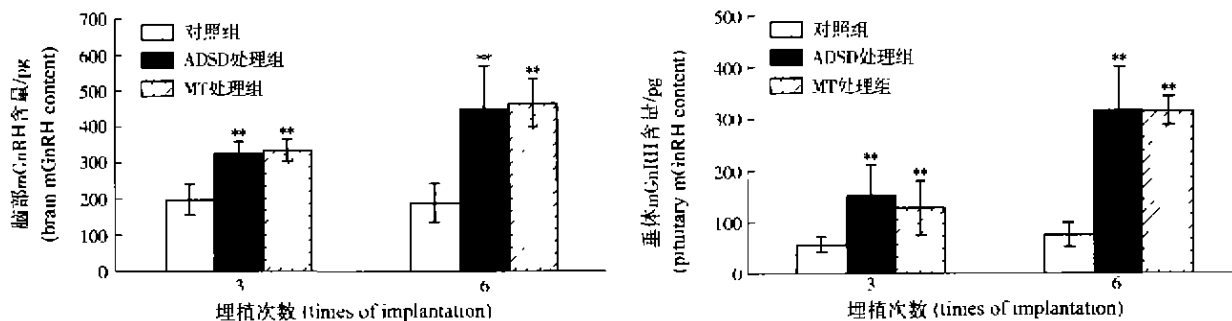 700
600
500
400
300
200
100
0
脑部mGnRH含量/pg
(brain mGnRH content)
对照组
ADSD处理组
MT处理组
**
**
**
**
3
6
埋植次数 (times of implantation)
500
400
300
200
100
0
垂体mGnRH含量/pg
(pituitary mGnRH content)
对照组
ADSD处理组
MT处理组
**
**
**
**
3
6
埋植次数 (times of implantation)